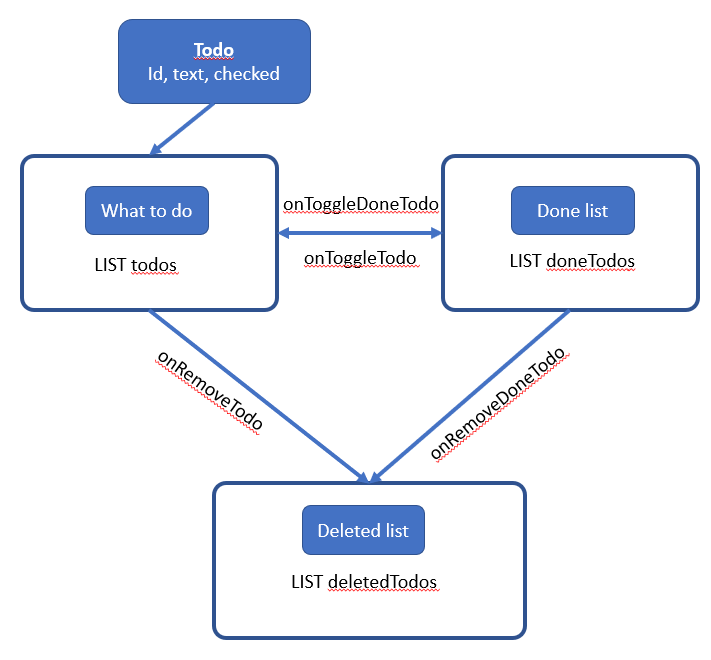 Todo
Id, text, checked
What to do
LIST todos
onToggleDoneTodo
onToggleTodo
Done list
LIST doneTodos
onRemoveTodo
onRemoveDoneTodo
Deleted list
LIST deletedTodos